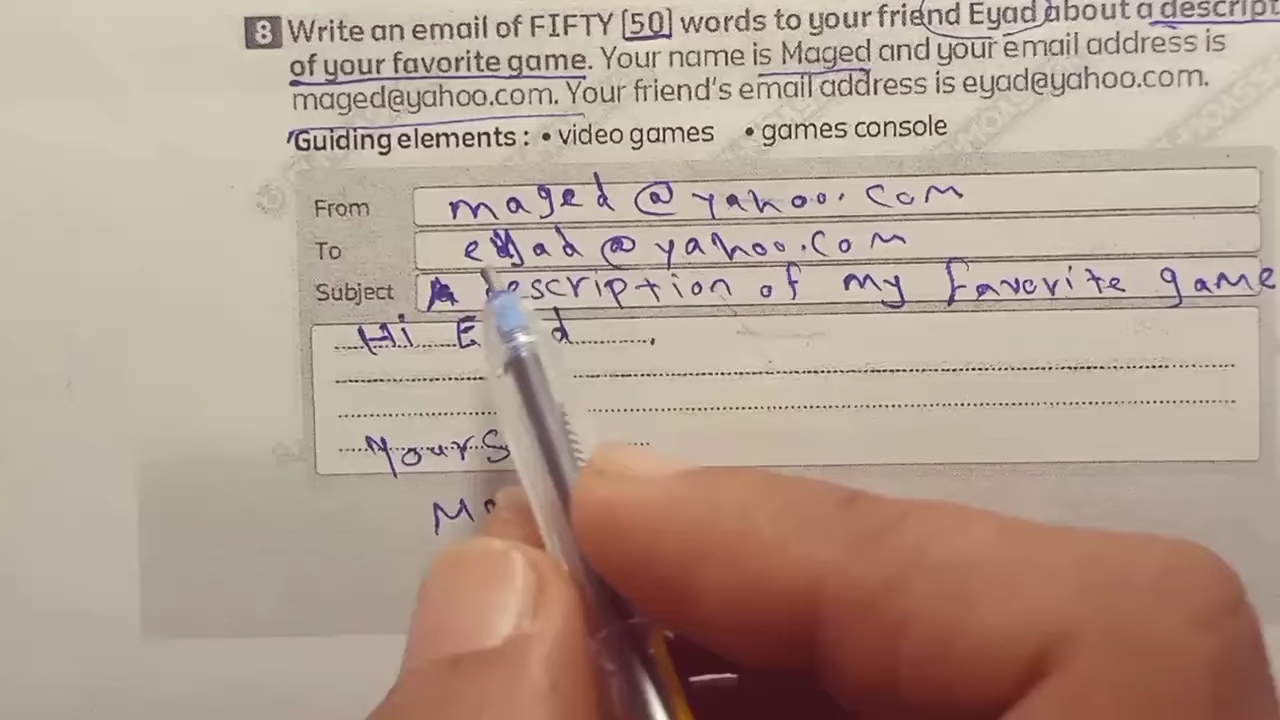 8 Write an email of FIFTY (50) words to your friend Eyad about a descript
of your favorite game. Your name is Maged and your email address is
maged@yahoo.com. Your friend's email address is eyad@yahoo.com.
Guiding elements : • video games • games console
From maged@yahoo.com
To eyad@yahoo.com
Subject A description of my favorite game
Hi E d
Yours
Ma